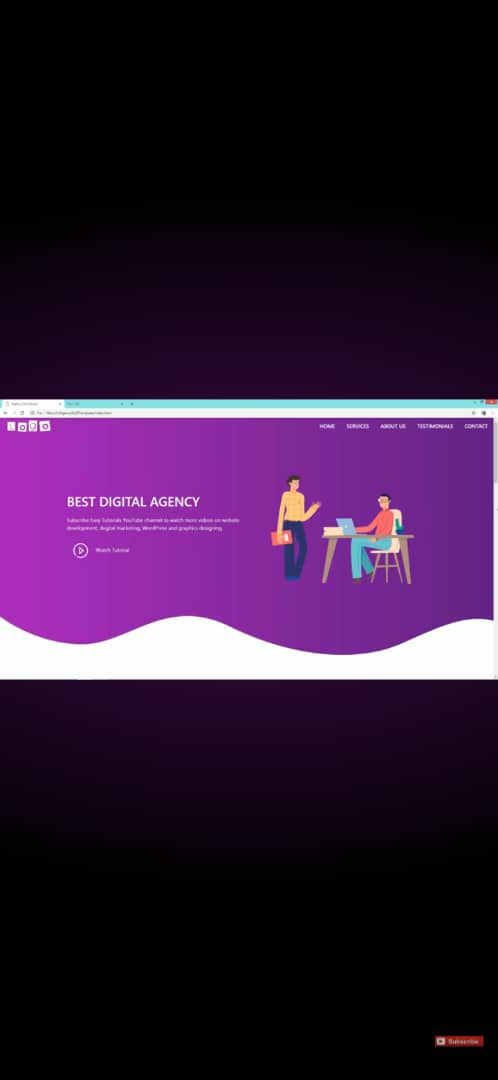 LOGO
HOME SERVICES ABOUT US TESTIMONIALS CONTACT
BEST DIGITAL AGENCY
Subscribe Easy Tutorials YouTube channel to watch more videos on website
development, digital marketing, WordPress and graphics designing.
Watch Tutorial
Subscribe